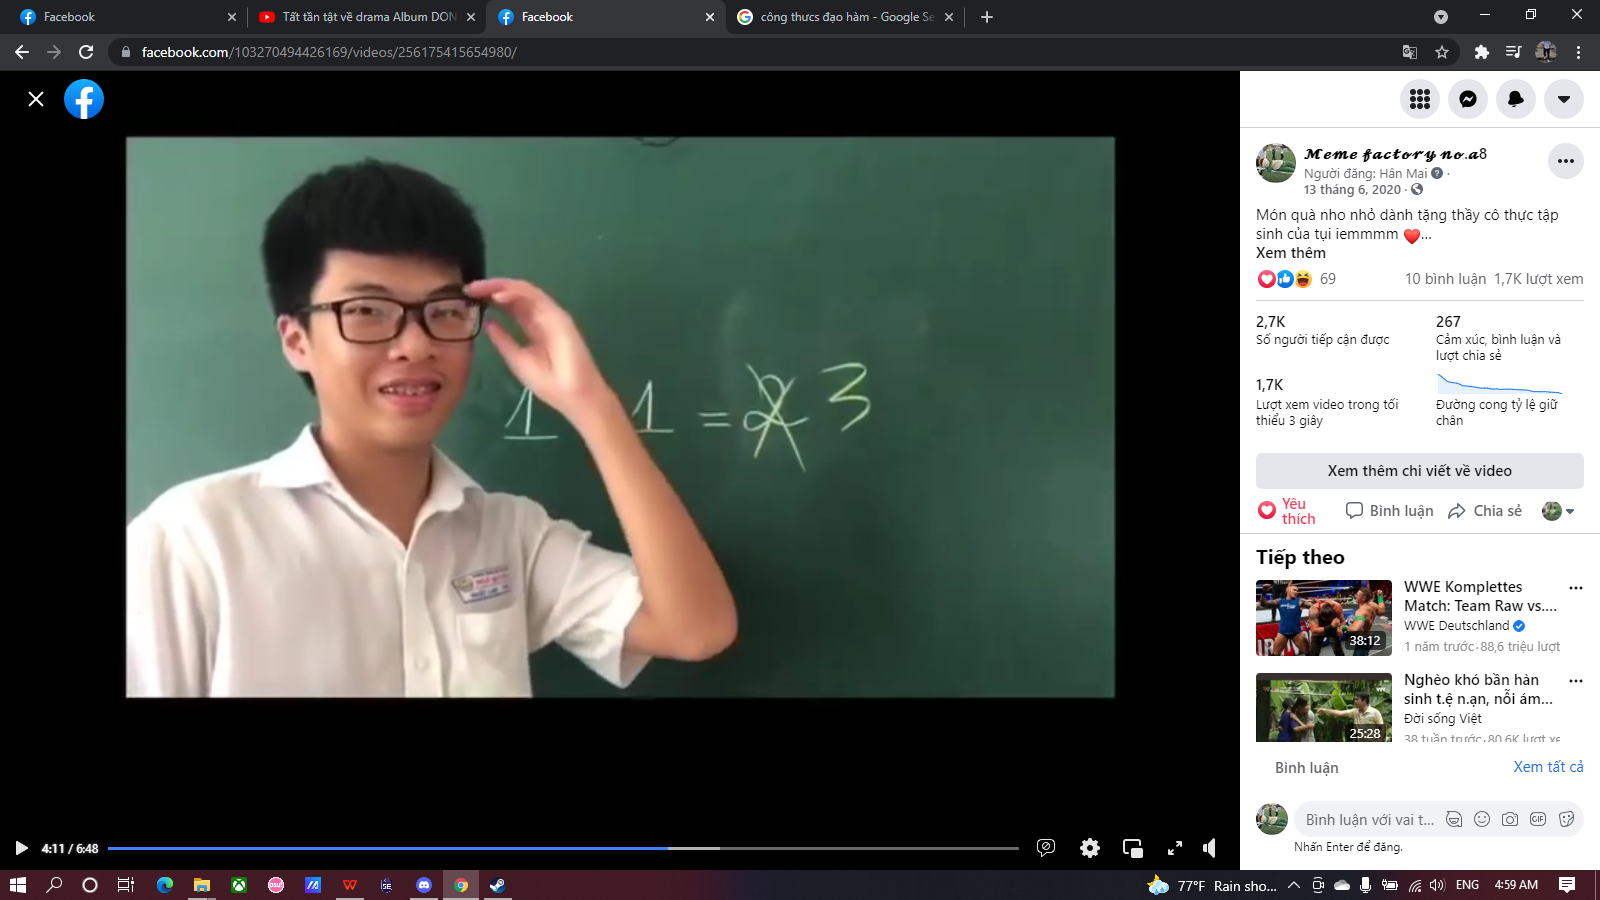 Facebook
Tất tần tật về drama Album DON
Facebook
công thưcs đạo hàm - Google Se
facebook.com/103270494426169/videos/256175415654980/
1 1 = 2 3
𝓜𝓮𝓶𝓮 𝓯𝓪𝓬𝓽𝓸𝓻𝔂 𝓷𝓸.𝓪8
Người đăng: Hân Mai
13 tháng 6, 2020 ·
Món quà nho nhỏ dành tặng thầy cô thực tập
sinh của tụi iemmmm ❤️...
Xem thêm
69
10 bình luận 1,7K lượt xem
2,7K
Số người tiếp cận được
267
Cảm xúc, bình luận và
lượt chia sẻ
1,7K
Lượt xem video trong tối
thiểu 3 giây
Đường cong tỷ lệ giữ
chân
Xem thêm chi viết về video
Yêu
thích
Bình luận
Chia sẻ
Tiếp theo
WWE Komplettes
Match: Team Raw vs....
WWE Deutschland
1 năm trước · 88,6 triệu lượt
38:12
Nghèo khó bần hàn
sinh t.ệ n.ạn, nỗi ám...
Đời sống Việt
38 tuần trước · 80,6K lượt xe
25:28
Bình luận
Xem tất cả
Bình luận với vai t...
GIF
Nhấn Enter để đăng.
4:11 / 6:48
77°F Rain sho...
ENG
4:59 AM